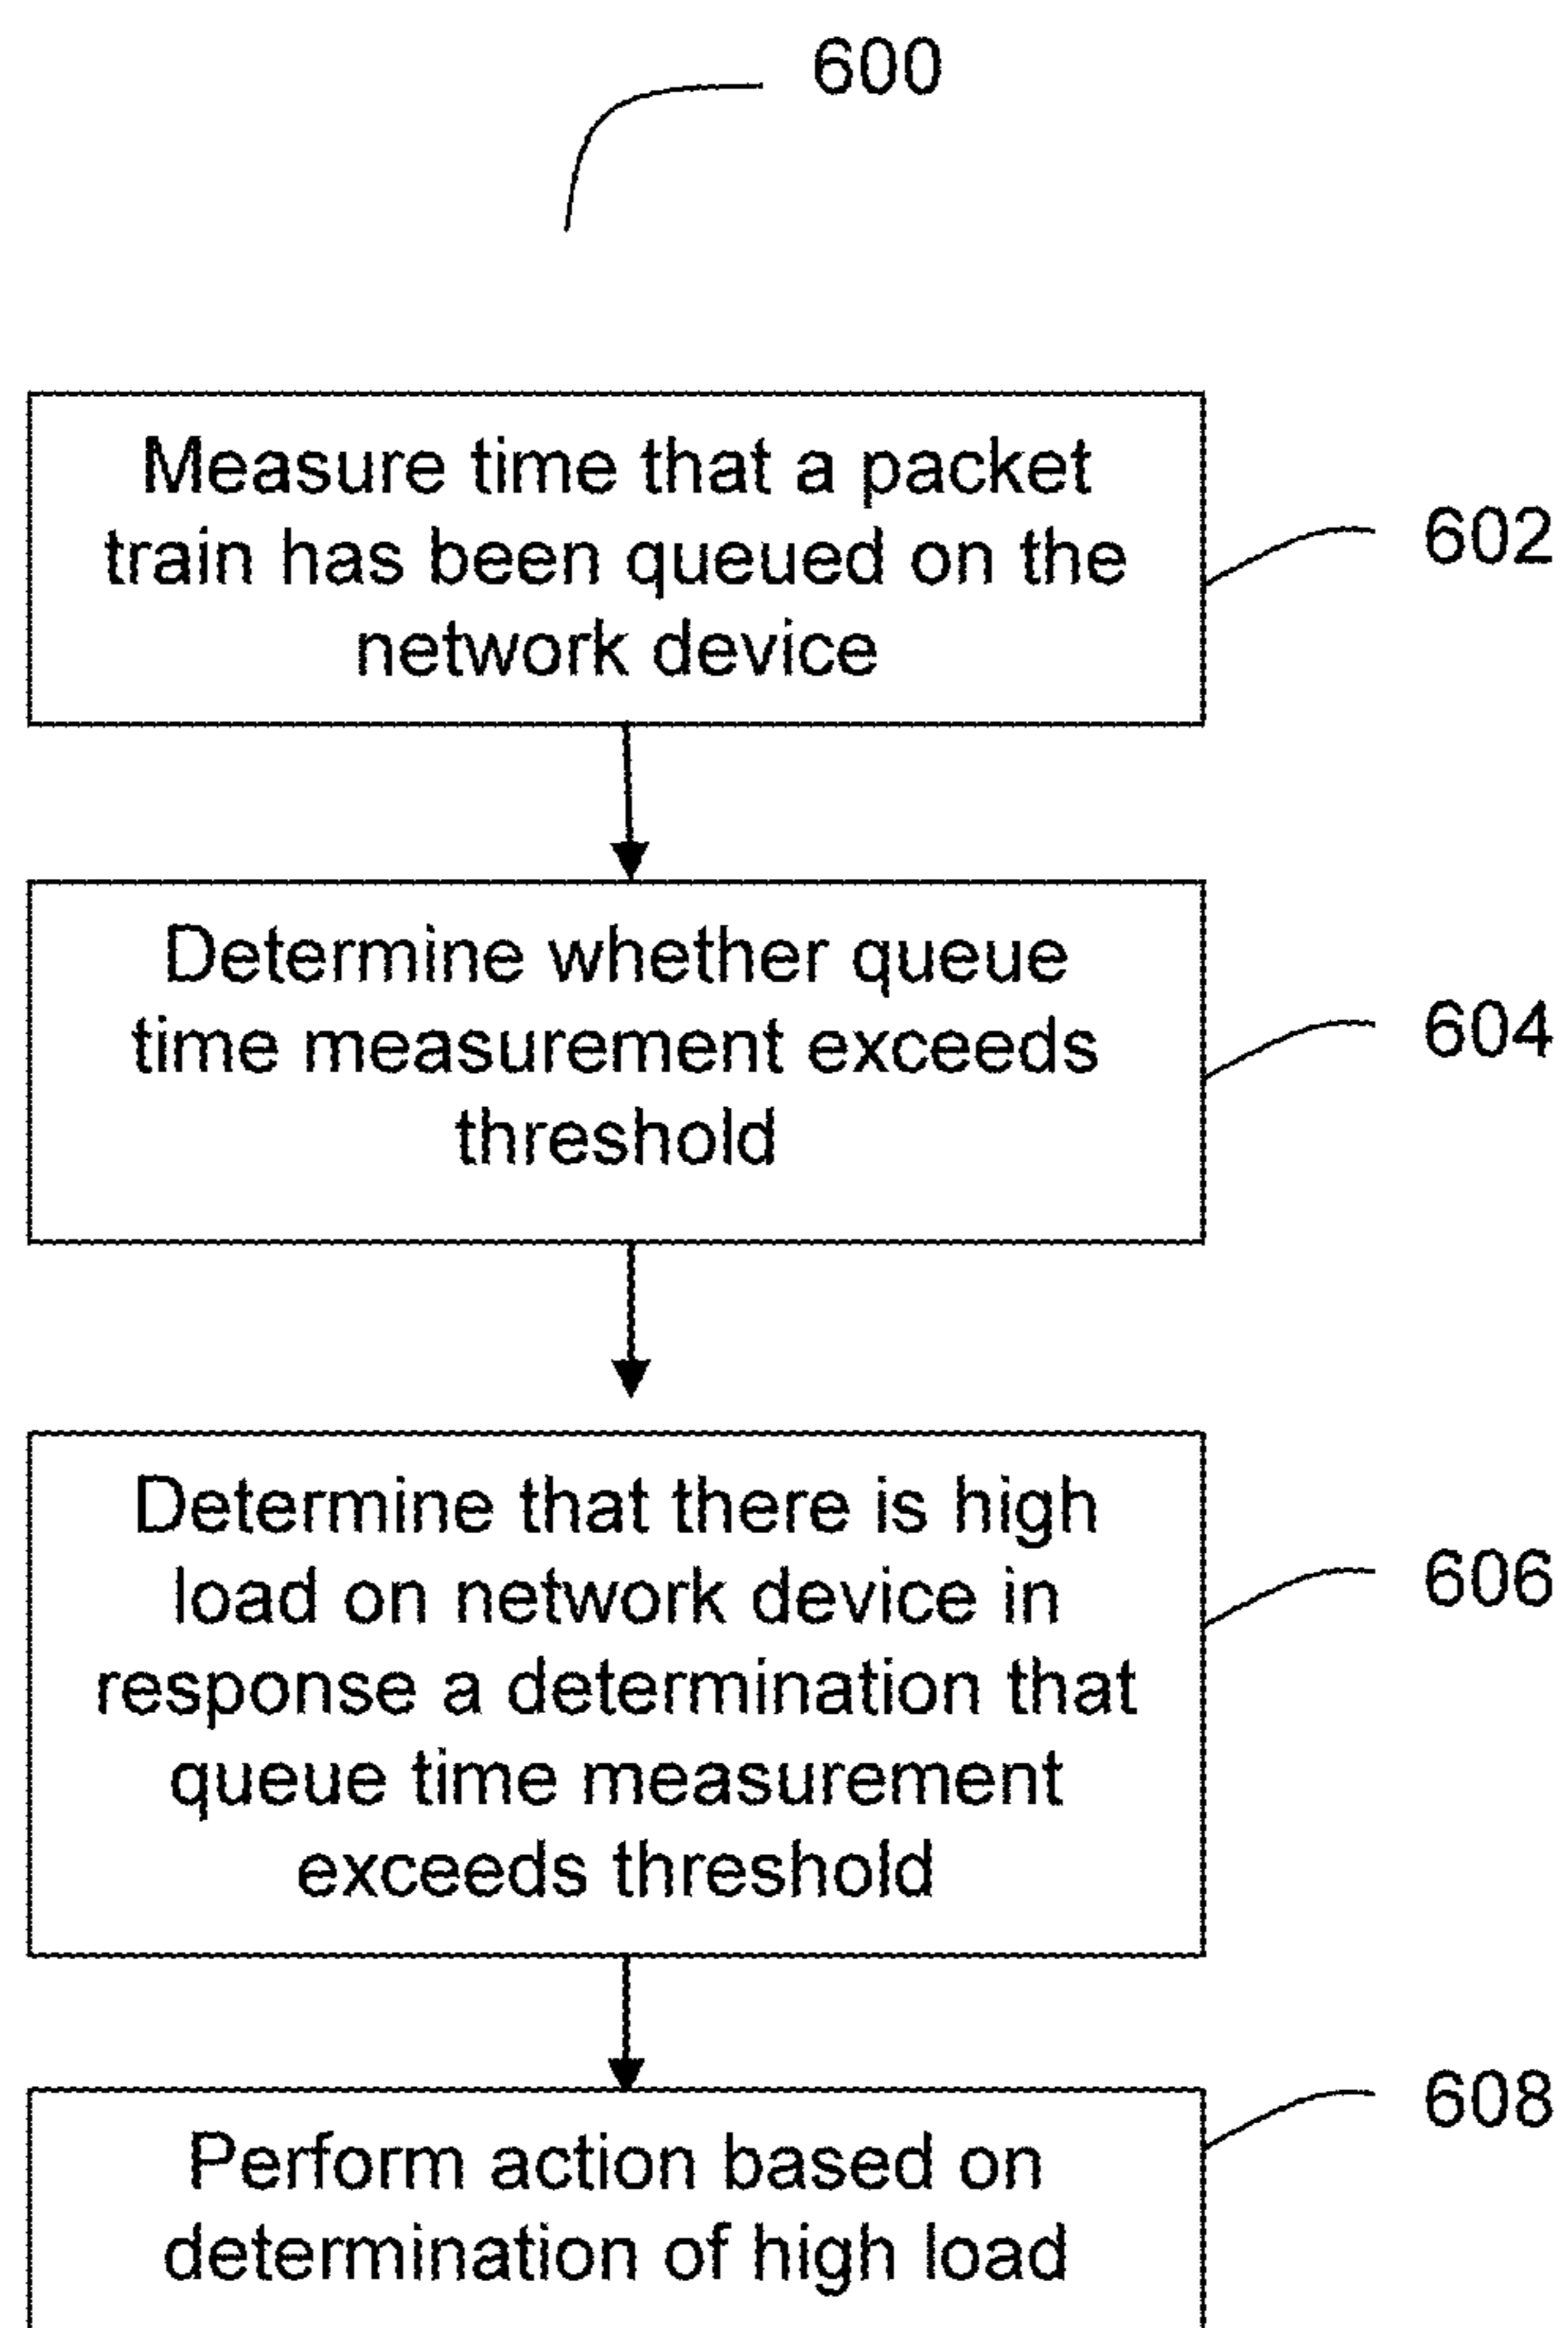 600
Measure time that a packet
train has been queued on the
network device
602
Determine whether queue
time measurement exceeds
threshold
604
Determine that there is high
load on network device in
response a determination that
queue time measurement
exceeds threshold
606
Perform action based on
determination of high load
608